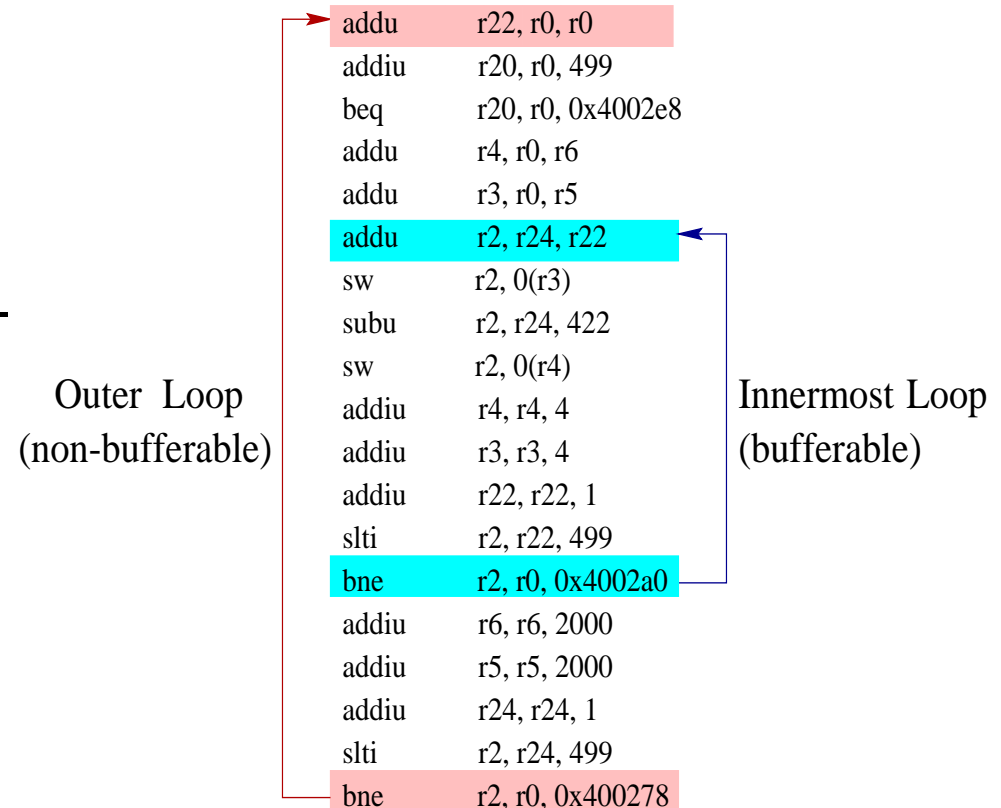 addu r22, r0, r0
addiu r20, r0, 499
beq r20, r0, 0x4002e8
addu r4, r0, r6
addu r3, r0, r5
addu r2, r24, r22
sw r2, 0(r3)
subu r2, r24, 422
sw r2, 0(r4)
addiu r4, r4, 4
addiu r3, r3, 4
addiu r22, r22, 1
slti r2, r22, 499
bne r2, r0, 0x4002a0
addiu r6, r6, 2000
addiu r5, r5, 2000
addiu r24, r24, 1
slti r2, r24, 499
bne r2, r0, 0x400278
Outer Loop
(non-bufferable)
Innermost Loop
(bufferable)